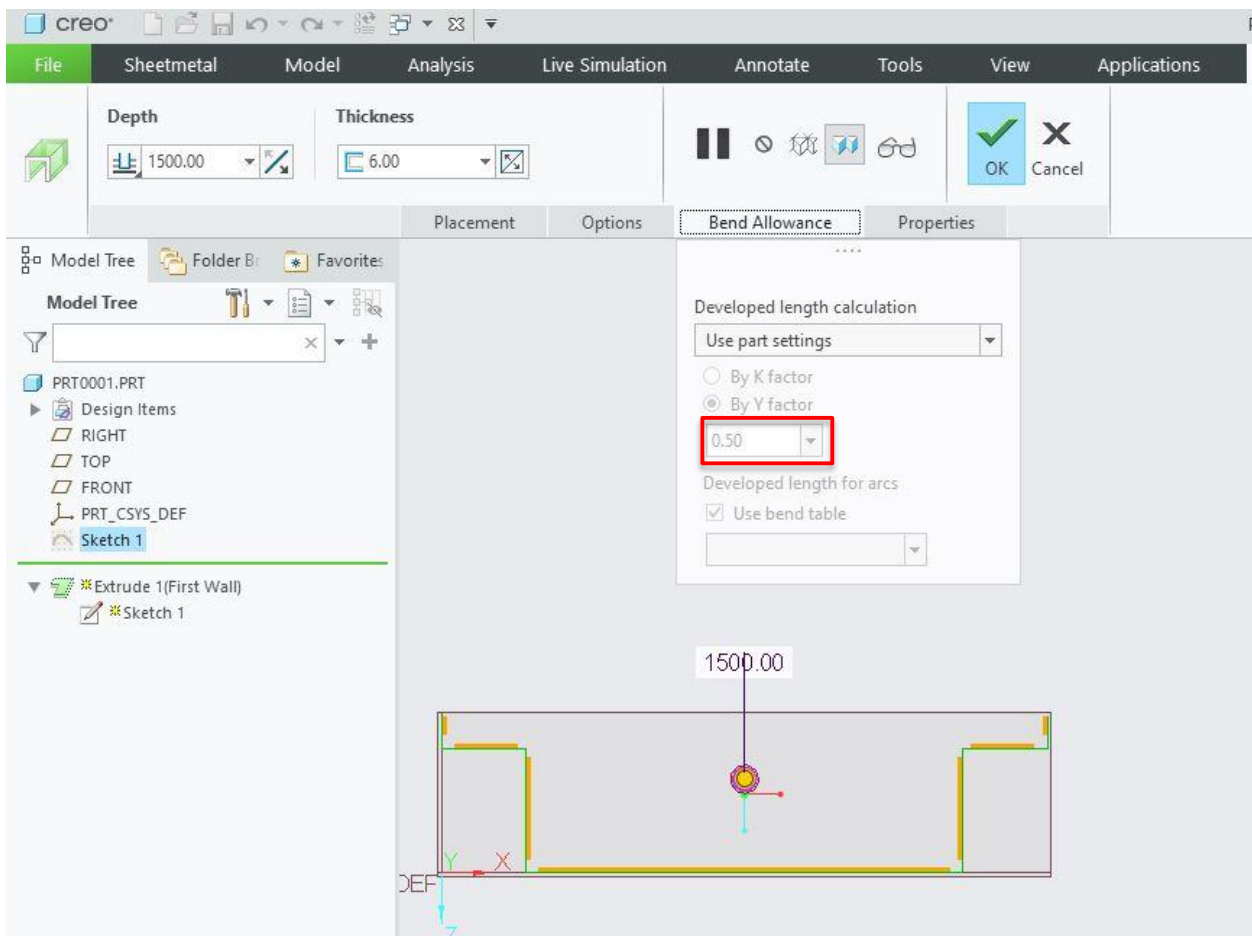 creo
File Sheetmetal Model Analysis Live Simulation Annotate Tools View Applications
Depth Thickness
1500.00 6.00
OK Cancel
Placement Options Bend Allowance Properties
Model Tree Folder Br Favorites
Model Tree
Developed length calculation
Use part settings
By K factor
By Y factor
0.50
Developed length for arcs
Use bend table
PRT0001.PRT
Design Items
RIGHT
TOP
FRONT
PRT_CSYS_DEF
Sketch 1
Extrude 1(First Wall)
Sketch 1
1500.00
Y X
DEF
Z